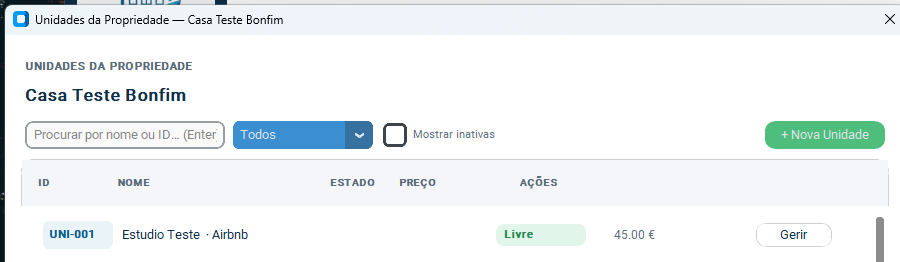 Unidades da Propriedade — Casa Teste Bonfim
UNIDADES DA PROPRIEDADE
Casa Teste Bonfim
Procurar por nome ou ID... (Enter
Todos
Mostrar inativas
+ Nova Unidade
ID NOME ESTADO PREÇO AÇÕES
UNI-001 Estudio Teste · Airbnb Livre 45.00 € Gerir